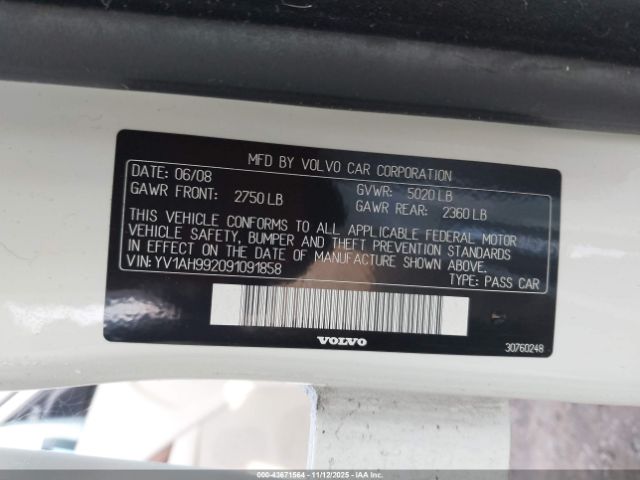 MFD BY VOLVO CAR CORPORATION
DATE: 06/08 GVWR: 5020 LB
GAWR FRONT: 2750 LB GAWR REAR: 2360 LB
THIS VEHICLE CONFORMS TO ALL APPLICABLE FEDERAL MOTOR
VEHICLE SAFETY, BUMPER AND THEFT PREVENTION STANDARDS
IN EFFECT ON DATE OF MANUFACTURE SHOWN ABOVE.
VIN: YV1AH992091091858 TYPE: PASS CAR
VOLVO 30760248
000-43671564 - 11/12/2025 - IAA Inc.